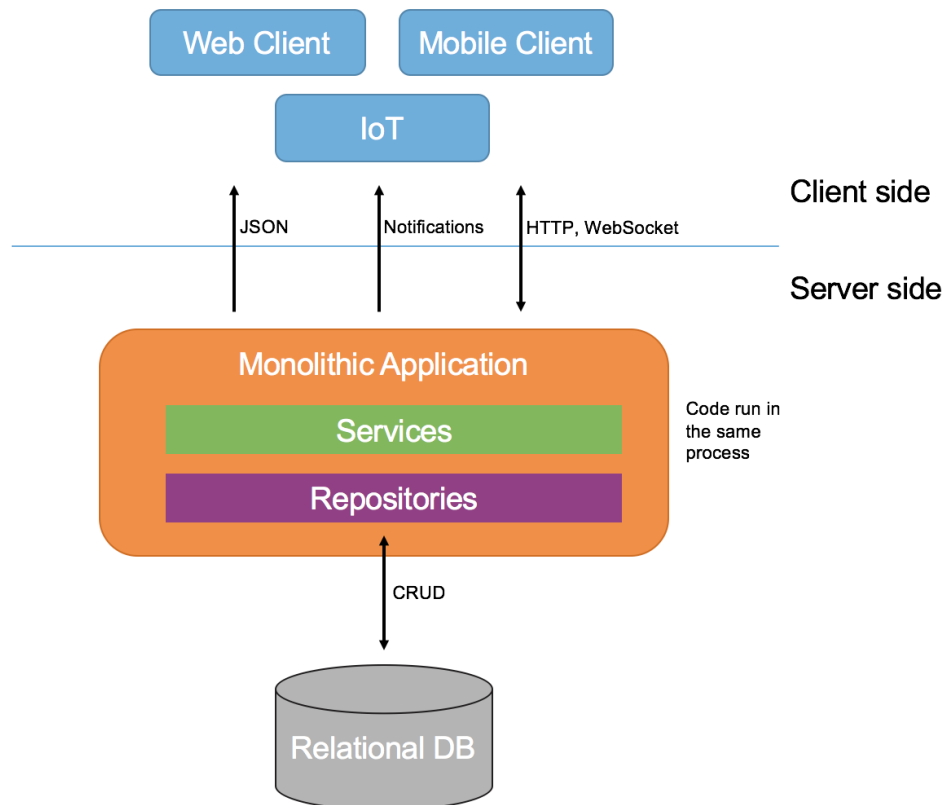 Web Client
Mobile Client
IoT
Client side
JSON
Notifications
HTTP, WebSocket
Server side
Monolithic Application
Services
Repositories
Code run in
the same
process
CRUD
Relational DB